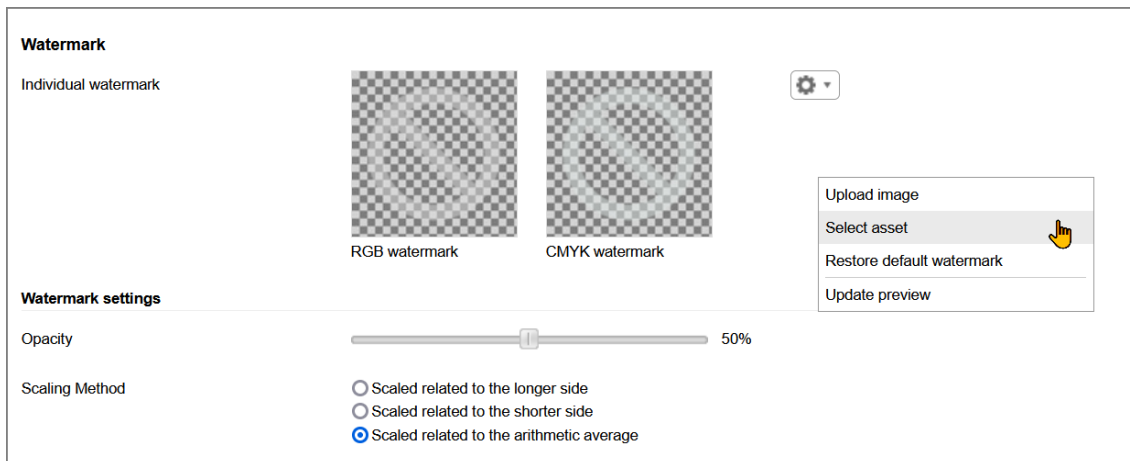 Watermark
Individual watermark
RGB watermark
CMYK watermark
Upload image
Select asset
Restore default watermark
Update preview
Watermark settings
Opacity
50%
Scaling Method
Scaled related to the longer side
Scaled related to the shorter side
Scaled related to the arithmetic average